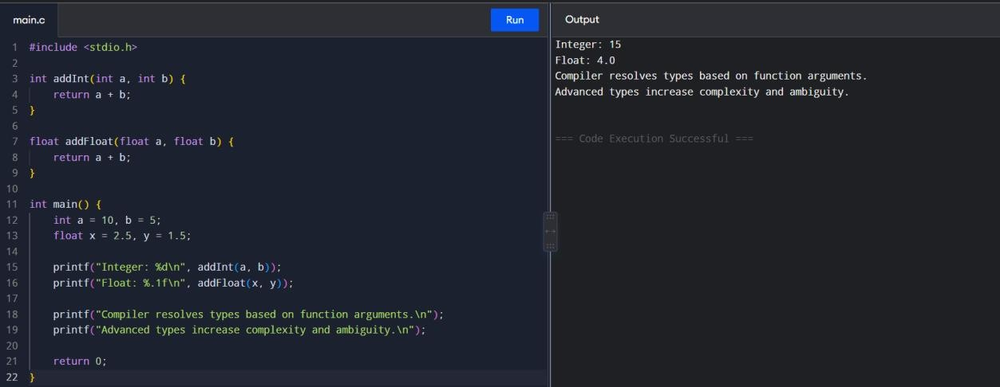 main.c
Run
1 #include <stdio.h>
2
3 int addInt(int a, int b) {
4     return a + b;
5 }
6
7 float addFloat(float a, float b) {
8     return a + b;
9 }
10
11 int main() {
12     int a = 10, b = 5;
13     float x = 2.5, y = 1.5;
14
15     printf("Integer: %d\n", addInt(a, b));
16     printf("Float: %.1f\n", addFloat(x, y));
17
18     printf("Compiler resolves types based on function arguments.\n");
19     printf("Advanced types increase complexity and ambiguity.\n");
20
21     return 0;
22 }
Output
Integer: 15
Float: 4.0
Compiler resolves types based on function arguments.
Advanced types increase complexity and ambiguity.
=== Code Execution Successful ===